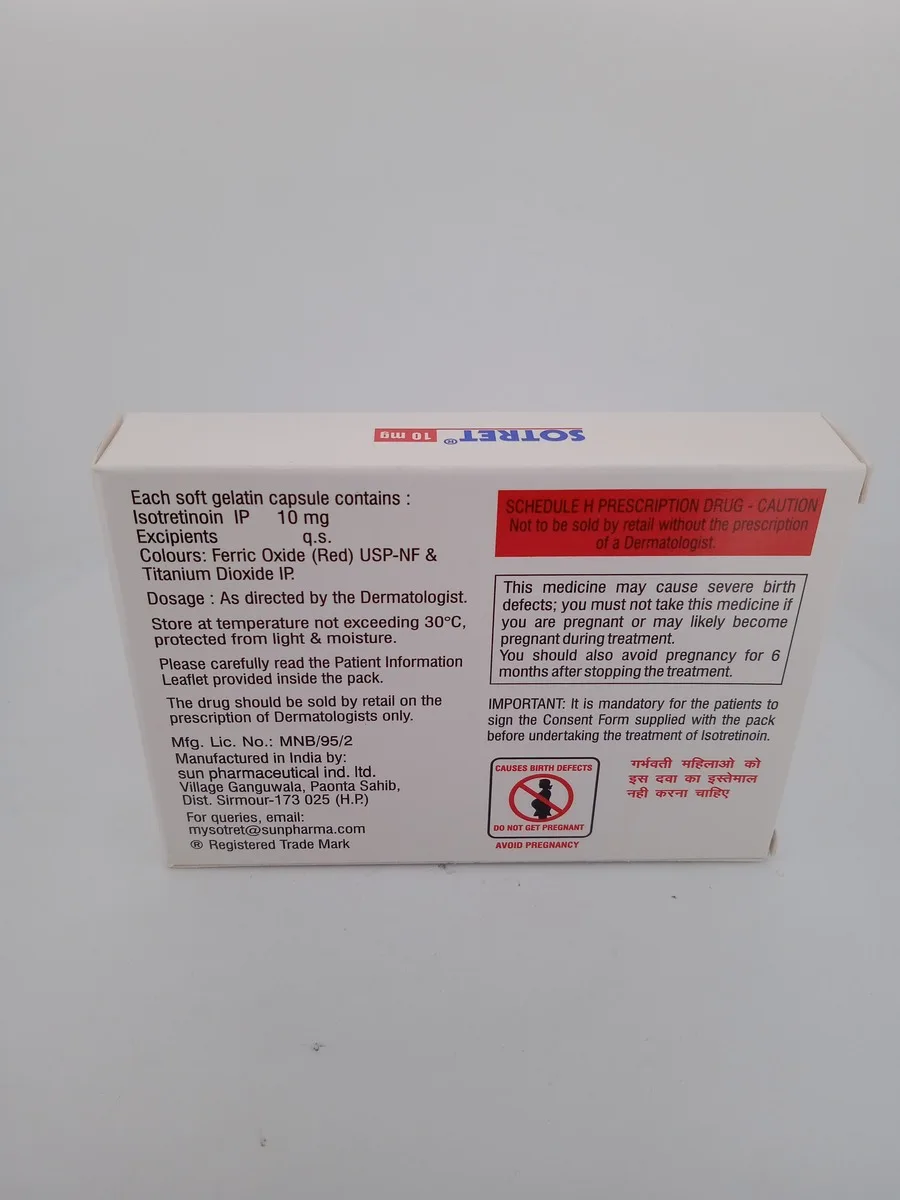 SOTRET® 10 mg
Each soft gelatin capsule contains :
Isotretinoin IP 10 mg
Excipients q.s.
Colours: Ferric Oxide (Red) USP-NF &
Titanium Dioxide IP.
Dosage : As directed by the Dermatologist.
Store at temperature not exceeding 30°C,
protected from light & moisture.
Please carefully read the Patient Information
Leaflet provided inside the pack.
The drug should be sold by retail on the
prescription of Dermatologists only.
Mfg. Lic. No.: MNB/95/2
Manufactured in India by:
sun pharmaceutical ind. ltd.
Village Ganguwala, Paonta Sahib,
Dist. Sirmour-173 025 (H.P.)
For queries, email:
mysotret@sunpharma.com
® Registered Trade Mark
SCHEDULE H PRESCRIPTION DRUG - CAUTION
Not to be sold by retail without the prescription
of a Dermatologist.
This medicine may cause severe birth
defects; you must not take this medicine if
you are pregnant or may likely become
pregnant during treatment.
You should also avoid pregnancy for 6
months after stopping the treatment.
IMPORTANT: It is mandatory for the patients to
sign the Consent Form supplied with the pack
before undertaking the treatment of Isotretinoin.
CAUSES BIRTH DEFECTS
DO NOT GET PREGNANT
AVOID PREGNANCY
गर्भवती महिलाओ को
इस दवा का इस्तेमाल
नही करना चाहिए